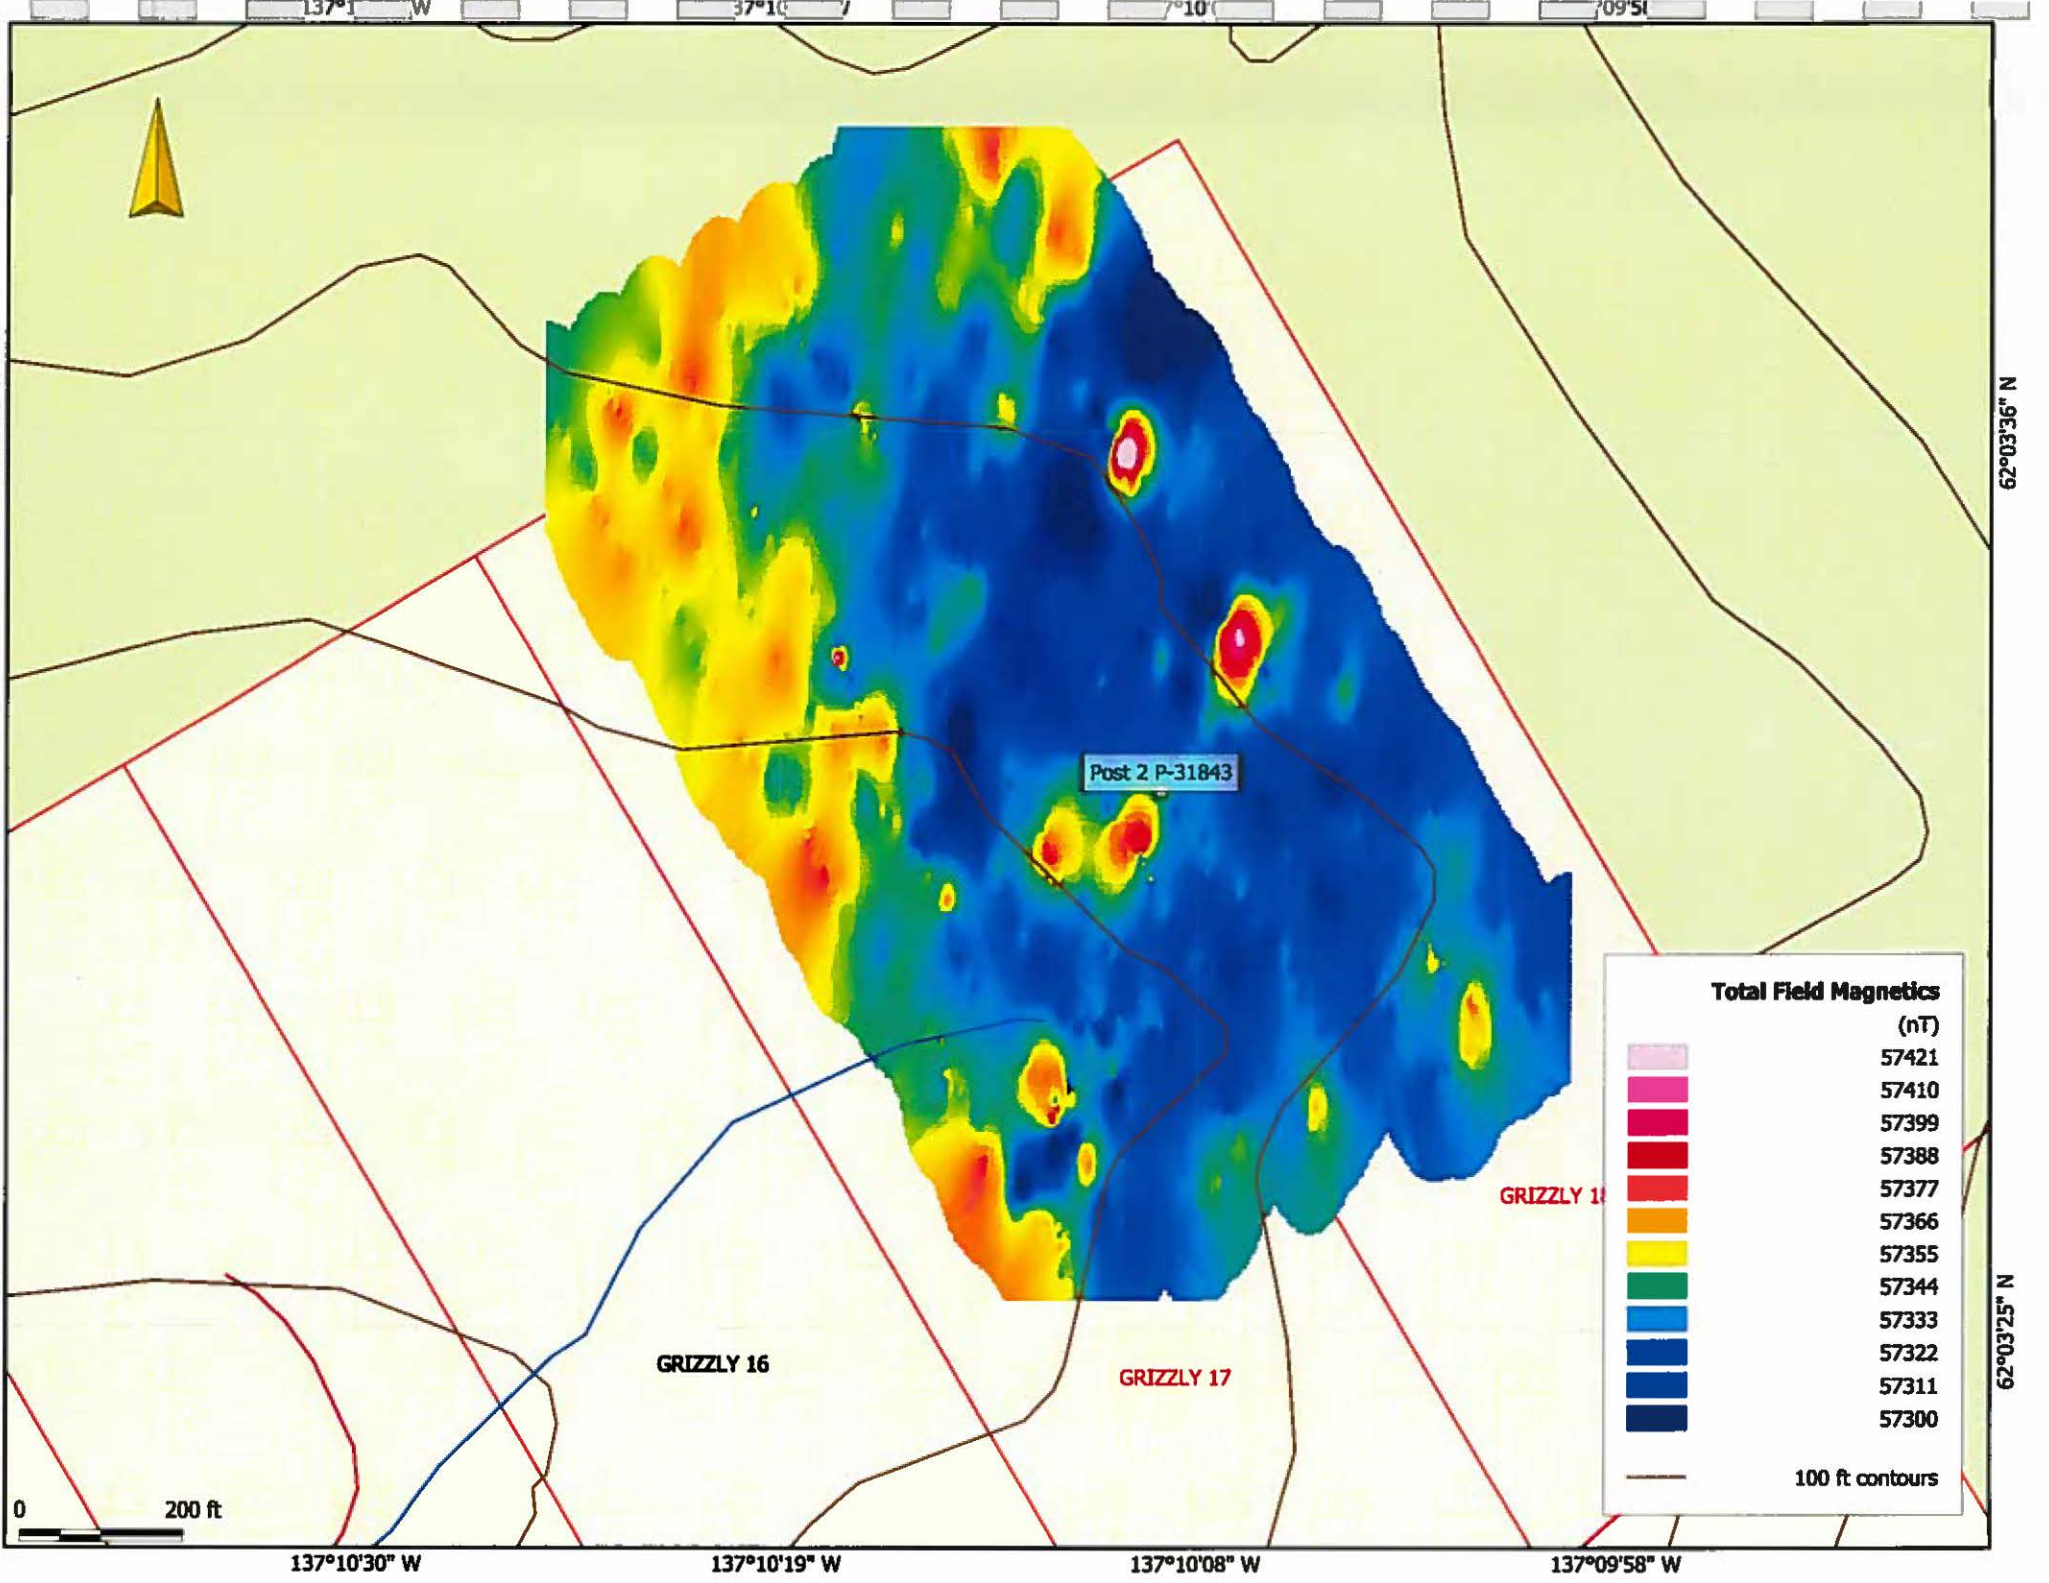 62°03'36" N
Post 2 P-31843
Total Field Magnetics
(nT)
57421
57410
57399
57388
57377
57366
57355
57344
57333
57322
57311
57300
100 ft contours
GRIZZLY 16
GRIZZLY 17
GRIZZLY 18
62°03'25" N
0 200 ft
137°10'30" W
137°10'19" W
137°10'08" W
137°09'58" W